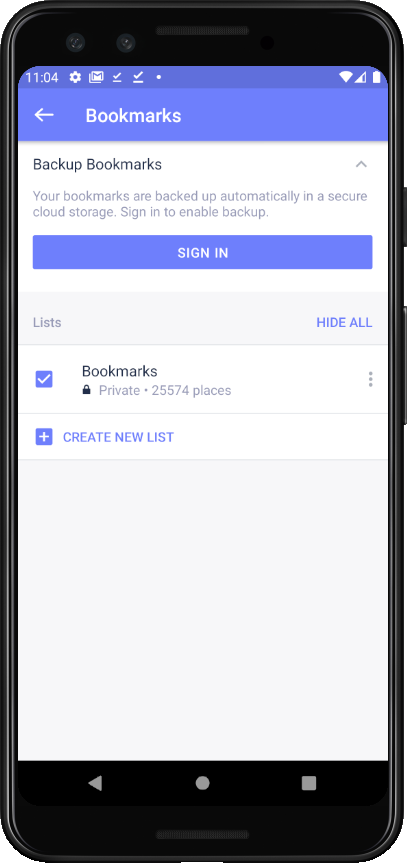 11:04
Bookmarks
Backup Bookmarks
Your bookmarks are backed up automatically in a secure
cloud storage. Sign in to enable backup.
SIGN IN
Lists
HIDE ALL
Bookmarks
Private • 25574 places
CREATE NEW LIST